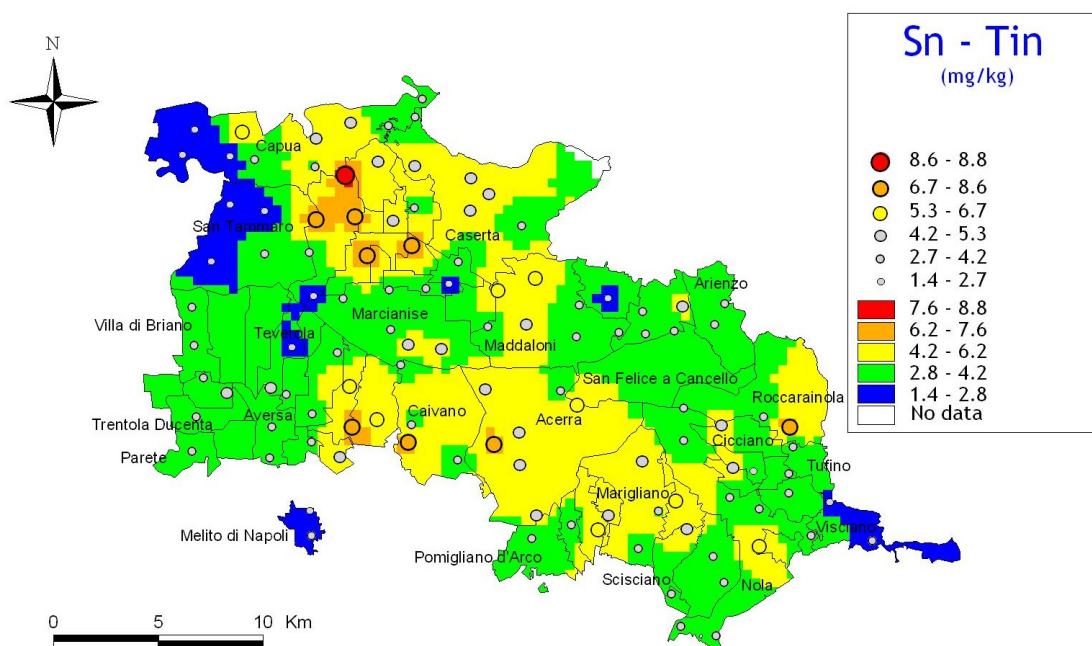 Sn - Tin
(mg/kg)
8.6 - 8.8
6.7 - 8.6
5.3 - 6.7
4.2 - 5.3
2.7 - 4.2
1.4 - 2.7
7.6 - 8.8
6.2 - 7.6
4.2 - 6.2
2.8 - 4.2
1.4 - 2.8
No data
N
Capua
San Tammaro
Caserta
Arienzo
Villa di Briano
Teverola
Marcianise
Maddaloni
San Felice a Cancello
Roccarainola
Trentola Ducenta
Aversa
Caivano
Acerra
Cicciano
Parete
Tufino
Marigliano
Melito di Napoli
Visciano
Pomigliano d'Arco
Scisciano
Nola
0 5 10 Km